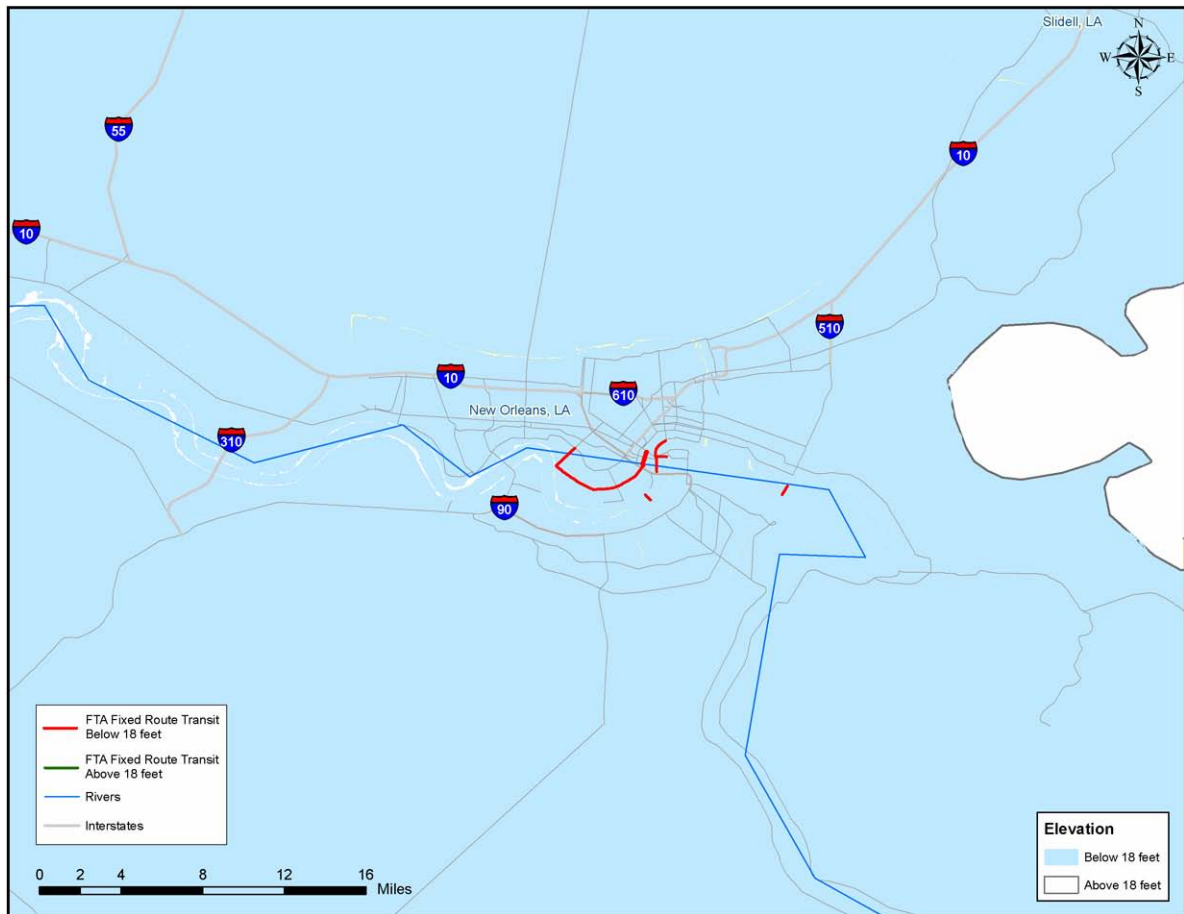 Slidell, LA
N
W
E
S
55
10
10
510
10
610
New Orleans, LA
310
90
FTA Fixed Route Transit
Below 18 feet
FTA Fixed Route Transit
Above 18 feet
Rivers
Interstates
Elevation
Below 18 feet
Above 18 feet
0 2 4 8 12 16
Miles